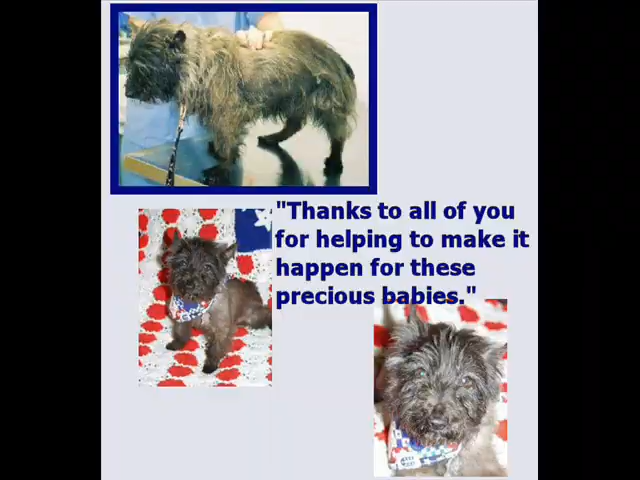 "Thanks to all of you
for helping to make it
happen for these
precious babies."